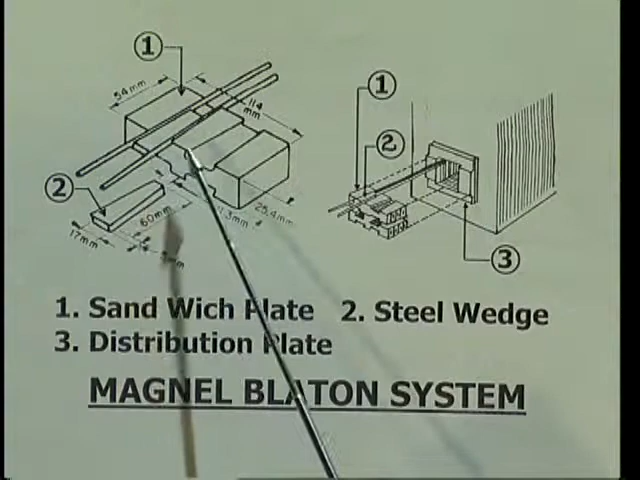 1
54mm
114
mm
1
2
2
60mm
25.4mm
17mm
3
1. Sand Wich Plate 2. Steel Wedge
3. Distribution Plate
MAGNEL BLATON SYSTEM